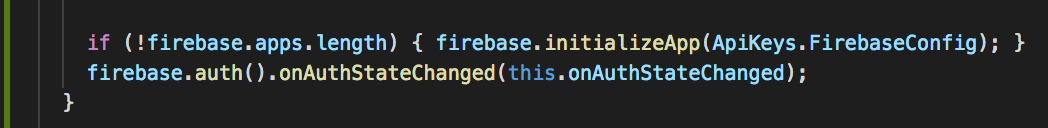 if (!firebase.apps.length) { firebase.initializeApp(ApiKeys.FirebaseConfig); }
firebase.auth().onAuthStateChanged(this.onAuthStateChanged);
}